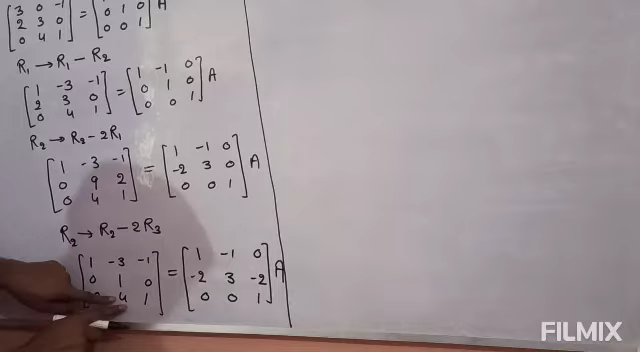 [3 0 -1; 2 3 0; 0 4 1] = [  0; 0 1 0; 0 0 1] A
R₁ → R₁ - R₂
[1 -3 -1; 2 3 0; 0 4 1] = [1 -1 0; 0 1 0; 0 0 1] A
R₂ → R₂ - 2R₁
[1 -3 -1; 0 9 2; 0 4 1] = [1 -1 0; -2 3 0; 0 0 1] A
R₂ → R₂ - 2R₃
[1 -3 -1; 0 1 0; 0 4 1] = [1 -1 0; -2 3 -2; 0 0 1] A
FILMIX